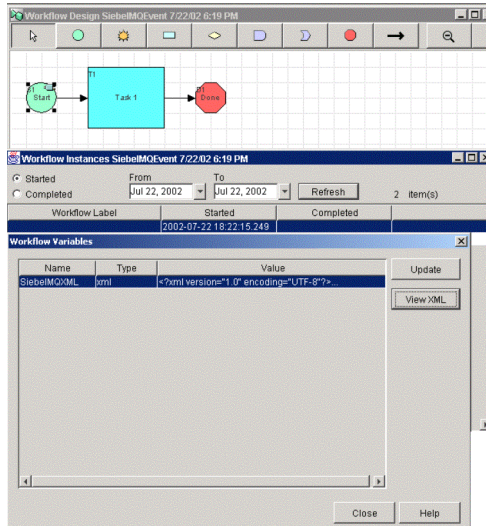 Workflow Design SiebelMQEvent 7/22/02 6:19 PM
S1
Start
T1
Task 1
D1
Done
Workflow Instances SiebelMQEvent 7/22/02 6:19 PM
Started
From
To
Completed
Jul 22, 2002
Jul 22, 2002
Refresh
2 item(s)
Workflow Label
Started
Completed
2002-07-22 18:22:15.249
Workflow Variables
Name
Type
Value
Update
SiebelMQXML
xml
<?xml version="1.0" encoding="UTF-8"?>...
View XML
Close
Help